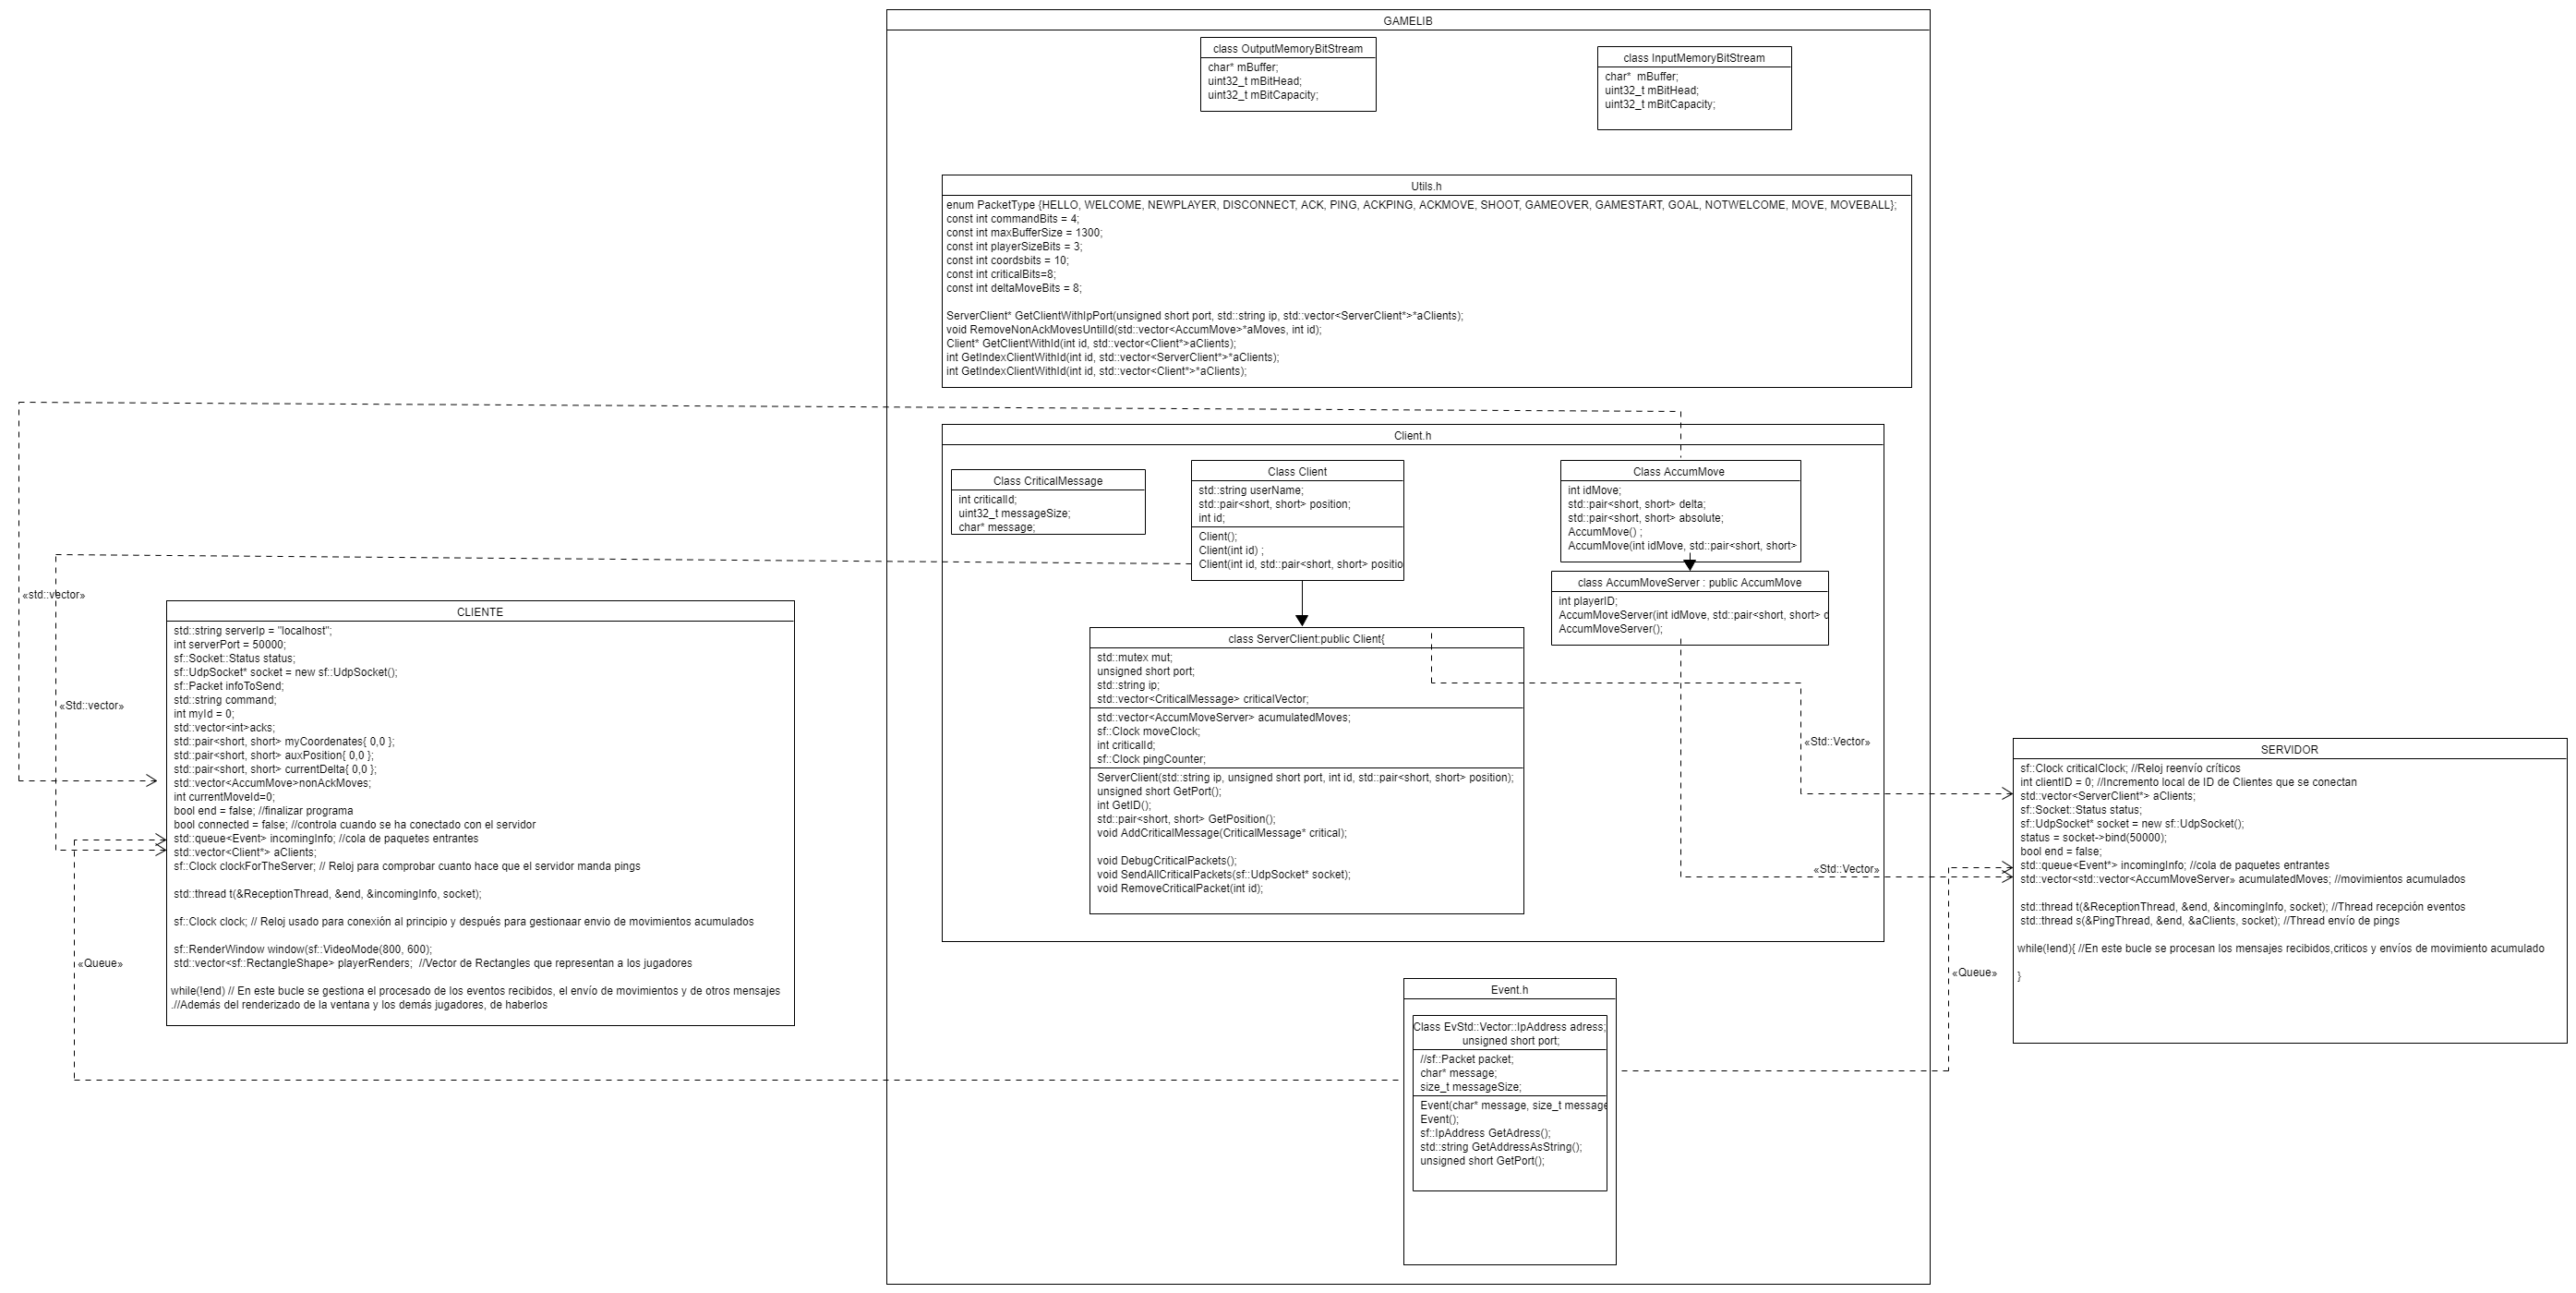 GAMELIB
class OutputMemoryBitStream
char* mBuffer;
uint32_t mBitHead;
uint32_t mBitCapacity;
class InputMemoryBitStream
char*  mBuffer;
uint32_t mBitHead;
uint32_t mBitCapacity;
Utils.h
enum PacketType {HELLO, WELCOME, NEWPLAYER, DISCONNECT, ACK, PING, ACKPING, ACKMOVE, SHOOT, GAMEOVER, GAMESTART, GOAL, NOTWELCOME, MOVE, MOVEBALL};
const int commandBits = 4;
const int maxBufferSize = 1300;
const int playerSizeBits = 3;
const int coordsbits = 10;
const int criticalBits=8;
const int deltaMoveBits = 8;
ServerClient* GetClientWithIpPort(unsigned short port, std::string ip, std::vector<ServerClient*>*aClients);
void RemoveNonAckMovesUntilId(std::vector<AccumMove>*aMoves, int id);
Client* GetClientWithId(int id, std::vector<Client*>aClients);
int GetIndexClientWithId(int id, std::vector<ServerClient*>*aClients);
int GetIndexClientWithId(int id, std::vector<Client*>*aClients);
Client.h
Class CriticalMessage
int criticalId;
uint32_t messageSize;
char* message;
Class Client
std::string userName;
std::pair<short, short> position;
int id;
Client();
Client(int id) ;
Client(int id, std::pair<short, short> positio
Class AccumMove
int idMove;
std::pair<short, short> delta;
std::pair<short, short> absolute;
AccumMove() ;
AccumMove(int idMove, std::pair<short, short>
class AccumMoveServer : public AccumMove
int playerID;
AccumMoveServer(int idMove, std::pair<short, short> d
AccumMoveServer();
class ServerClient:public Client{
std::mutex mut;
unsigned short port;
std::string ip;
std::vector<CriticalMessage> criticalVector;
std::vector<AccumMoveServer> acumulatedMoves;
sf::Clock moveClock;
int criticalId;
sf::Clock pingCounter;
ServerClient(std::string ip, unsigned short port, int id, std::pair<short, short> position);
unsigned short GetPort();
int GetID();
std::pair<short, short> GetPosition();
void AddCriticalMessage(CriticalMessage* critical);
void DebugCriticalPackets();
void SendAllCriticalPackets(sf::UdpSocket* socket);
void RemoveCriticalPacket(int id);
Event.h
Class EvStd::Vector::IpAddress adress;
unsigned short port;
//sf::Packet packet;
char* message;
size_t messageSize;
Event(char* message, size_t message
Event();
sf::IpAddress GetAdress();
std::string GetAddressAsString();
unsigned short GetPort();
«std::vector»
«Std::vector»
«Queue»
CLIENTE
std::string serverIp = "localhost";
int serverPort = 50000;
sf::Socket::Status status;
sf::UdpSocket* socket = new sf::UdpSocket();
sf::Packet infoToSend;
std::string command;
int myId = 0;
std::vector<int>acks;
std::pair<short, short> myCoordenates{ 0,0 };
std::pair<short, short> auxPosition{ 0,0 };
std::pair<short, short> currentDelta{ 0,0 };
std::vector<AccumMove>nonAckMoves;
int currentMoveId=0;
bool end = false; //finalizar programa
bool connected = false; //controla cuando se ha conectado con el servidor
std::queue<Event> incomingInfo; //cola de paquetes entrantes
std::vector<Client*> aClients;
sf::Clock clockForTheServer; // Reloj para comprobar cuanto hace que el servidor manda pings
std::thread t(&ReceptionThread, &end, &incomingInfo, socket);
sf::Clock clock; // Reloj usado para conexión al principio y después para gestionaar envio de movimientos acumulados
sf::RenderWindow window(sf::VideoMode(800, 600);
std::vector<sf::RectangleShape> playerRenders;  //Vector de Rectangles que representan a los jugadores
while(!end) // En este bucle se gestiona el procesado de los eventos recibidos, el envío de movimientos y de otros mensajes
.//Además del renderizado de la ventana y los demás jugadores, de haberlos
«Std::Vector»
«Std::Vector»
«Queue»
SERVIDOR
sf::Clock criticalClock; //Reloj reenvío críticos
int clientID = 0; //Incremento local de ID de Clientes que se conectan
std::vector<ServerClient*> aClients;
sf::Socket::Status status;
sf::UdpSocket* socket = new sf::UdpSocket();
status = socket->bind(50000);
bool end = false;
std::queue<Event*> incomingInfo; //cola de paquetes entrantes
std::vector<std::vector<AccumMoveServer» acumulatedMoves; //movimientos acumulados
std::thread t(&ReceptionThread, &end, &incomingInfo, socket); //Thread recepción eventos
std::thread s(&PingThread, &end, &aClients, socket); //Thread envío de pings
while(!end){ //En este bucle se procesan los mensajes recibidos,criticos y envíos de movimiento acumulado
}